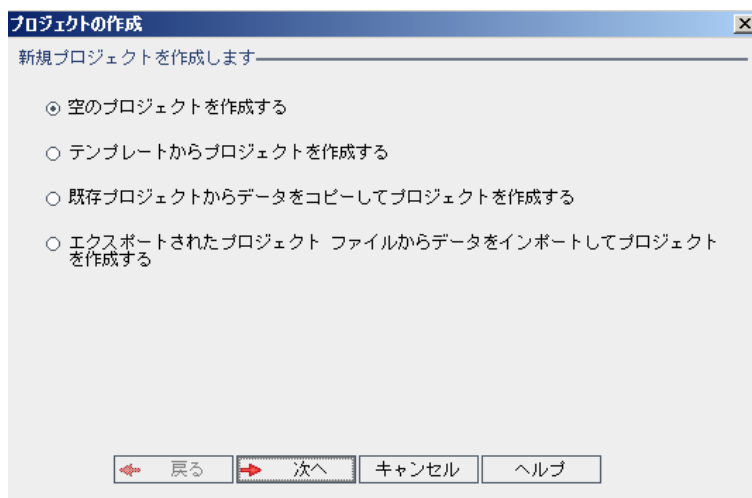 プロジェクトの作成
新規プロジェクトを作成します
空のプロジェクトを作成する
テンプレートからプロジェクトを作成する
既存プロジェクトからデータをコピーしてプロジェクトを作成する
エクスポートされたプロジェクト ファイルからデータをインポートしてプロジェクト
を作成する
戻る 次へ キャンセル ヘルプ